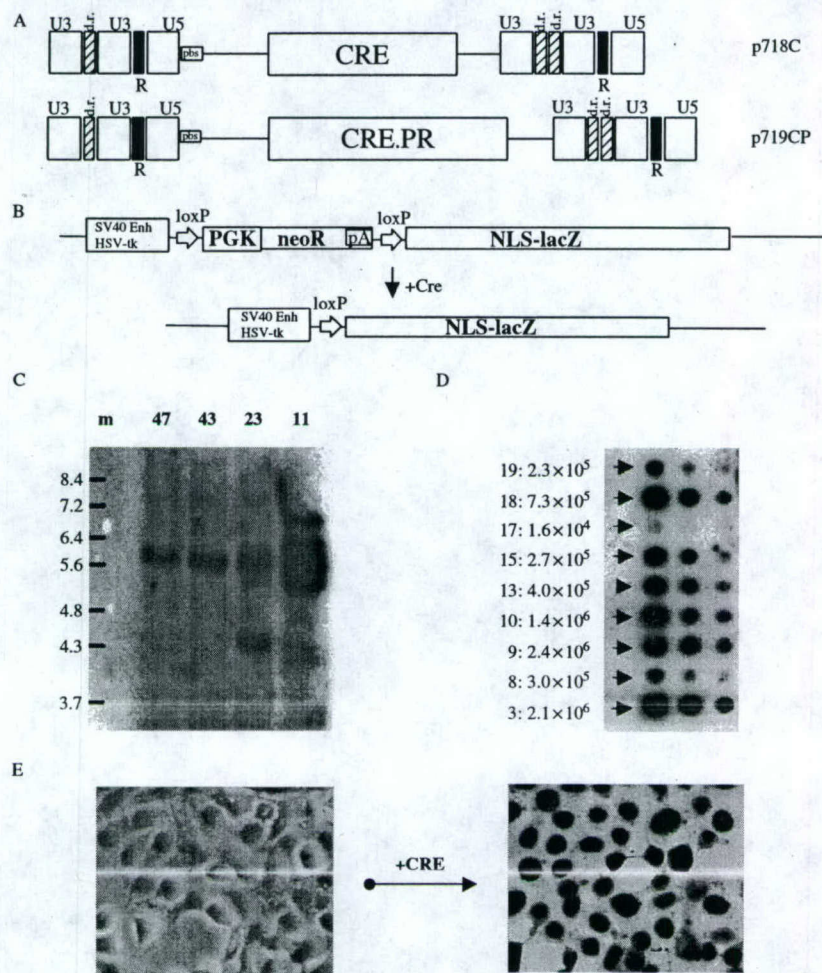 A
U3 d.r. U3 U5 d.r. U3 d.r. U3 U5
pbs CRE p718C
R R
U3 d.r. U3 U5 U3 d.r. d.r. U3 U5
pbs CRE.PR p719CP
R R
B
SV40 Enh loxP loxP
HSV-tk PGK neoR pA NLS-lacZ
+Cre
SV40 Enh loxP
HSV-tk NLS-lacZ
C D
m 47 43 23 11
8.4
7.2
6.4
5.6
4.8
4.3
3.7
19: 2.3×10⁵
18: 7.3×10⁵
17: 1.6×10⁴
15: 2.7×10⁵
13: 4.0×10⁵
10: 1.4×10⁶
9: 2.4×10⁶
8: 3.0×10⁵
3: 2.1×10⁶
E
+CRE